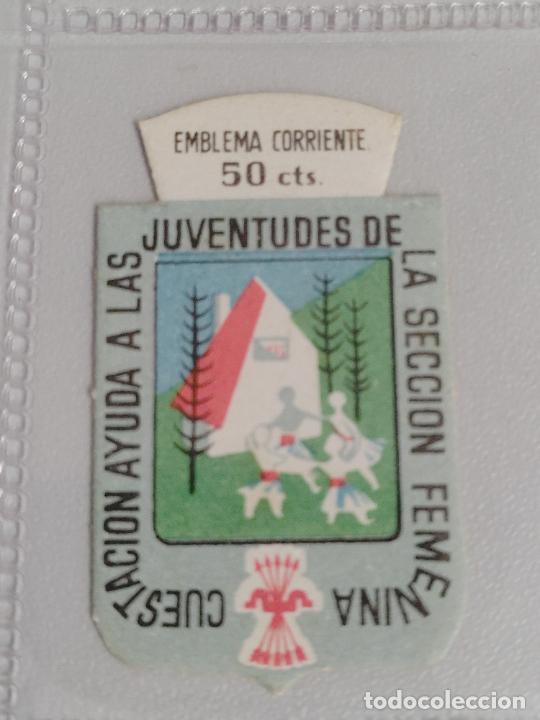 EMBLEMA CORRIENTE.
50 cts.
CUESTACION AYUDA A LAS JUVENTUDES DE LA SECCION FEMENINA
todocoleccion